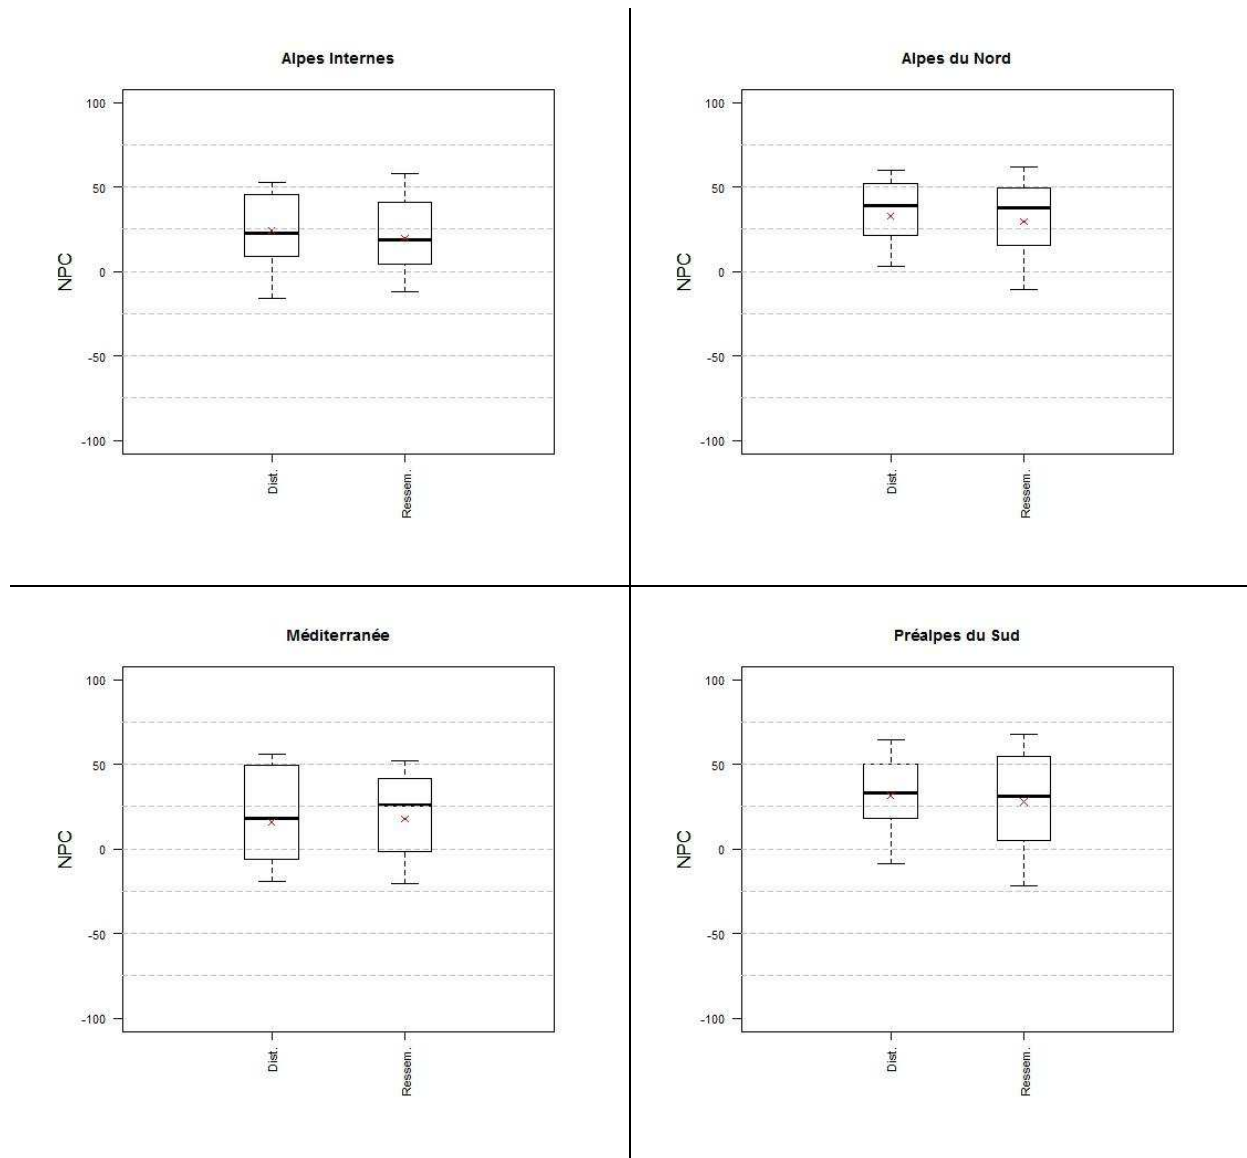 Alpes Internes
100
50
0
-50
-100
NPC
Dist.
Ressem.
Alpes du Nord
100
50
0
-50
-100
NPC
Dist.
Ressem.
Méditerranée
100
50
0
-50
-100
NPC
Dist.
Ressem.
Préalpes du Sud
100
50
0
-50
-100
NPC
Dist.
Ressem.